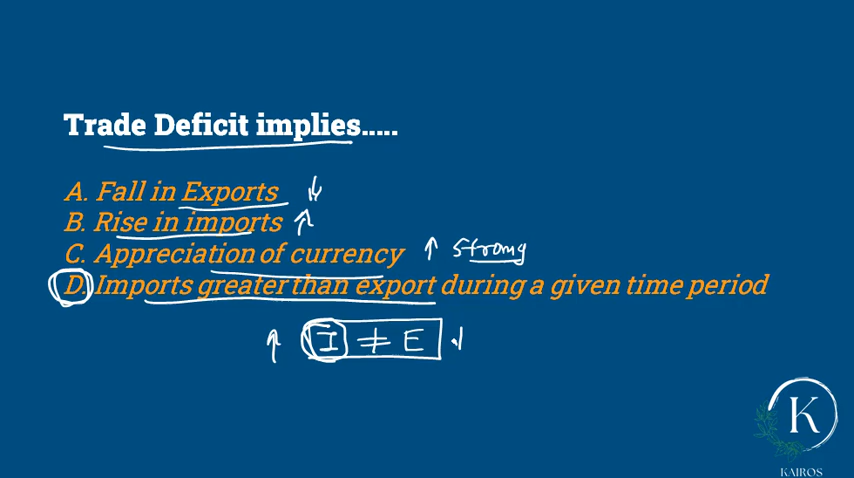 Trade Deficit implies.....
A. Fall in Exports ↓
B. Rise in imports ↑
C. Appreciation of currency ↑ Strong
D. Imports greater than export during a given time period
↑ I ≠ E ↓
K
KAIROS